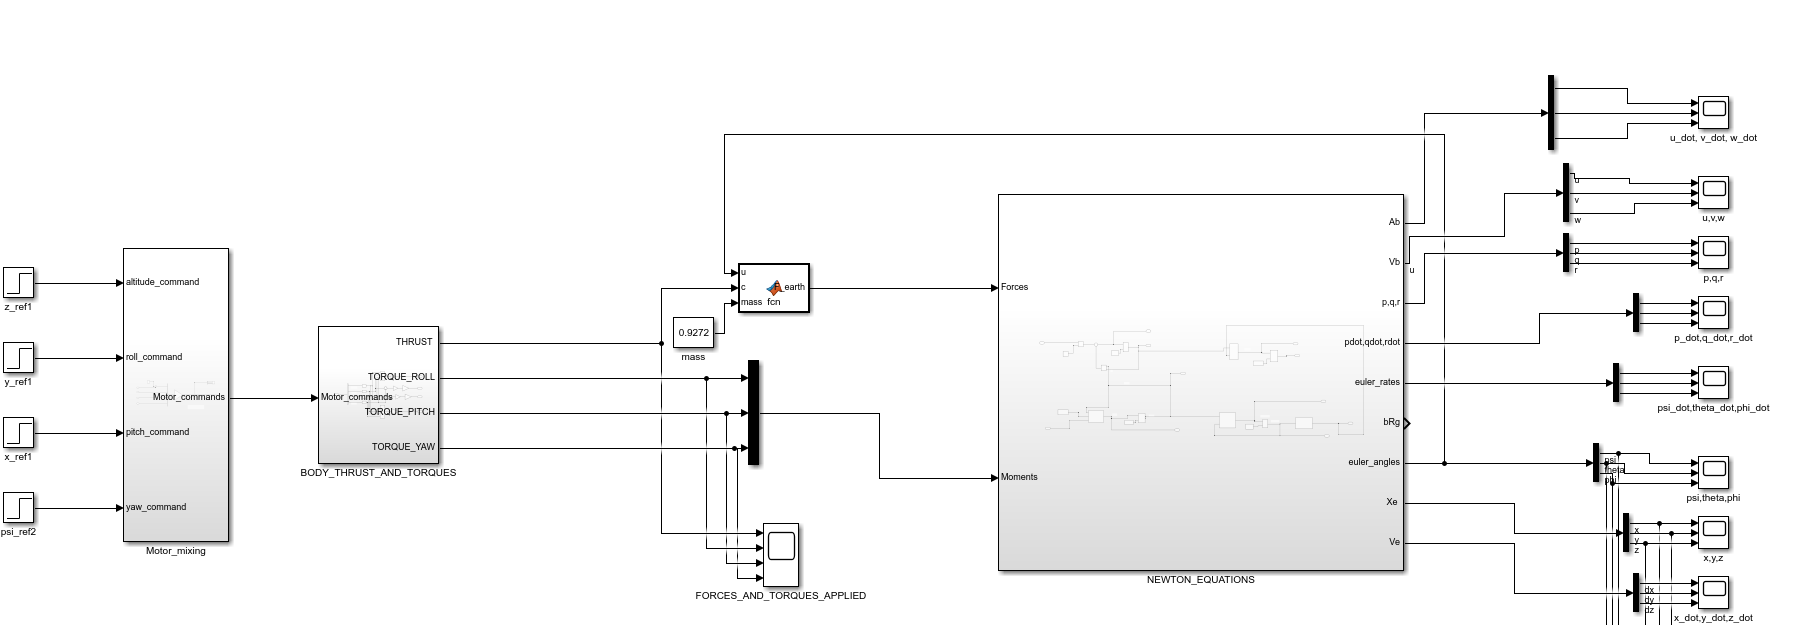 z_ref1
y_ref1
x_ref1
psi_ref2
altitude_command
roll_command
Motor_commands
pitch_command
yaw_command
Motor_mixing
THRUST
TORQUE_ROLL
Motor_commands
TORQUE_PITCH
TORQUE_YAW
BODY_THRUST_AND_TORQUES
u
c
_earth
mass
fcn
0.9272
mass
FORCES_AND_TORQUES_APPLIED
Forces
Moments
Ab
Vb
p,q,r
pdot,qdot,rdot
euler_rates
bRg
euler_angles
Xe
Ve
NEWTON_EQUATIONS
u
u_dot, v_dot, w_dot
u
v
w
u,v,w
p
q
r
p,q,r
p_dot,q_dot,r_dot
psi_dot,theta_dot,phi_dot
psi
theta
phi
psi,theta,phi
x
y
z
x,y,z
dx
dy
dz
x_dot,y_dot,z_dot